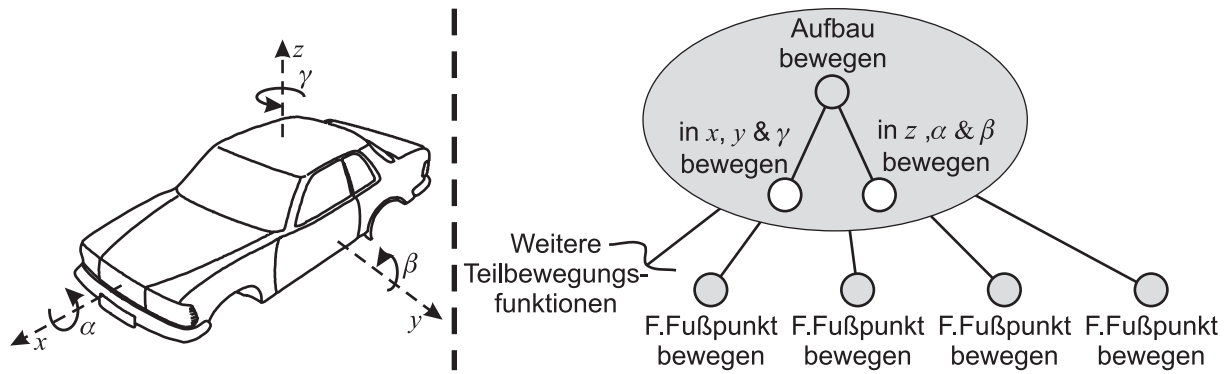 z
γ
β
y
x
α
Aufbau
bewegen
in x, y & γ
bewegen
in z ,α & β
bewegen
Weitere
Teilbewegungs-
funktionen
F.Fußpunkt
bewegen
F.Fußpunkt
bewegen
F.Fußpunkt
bewegen
F.Fußpunkt
bewegen